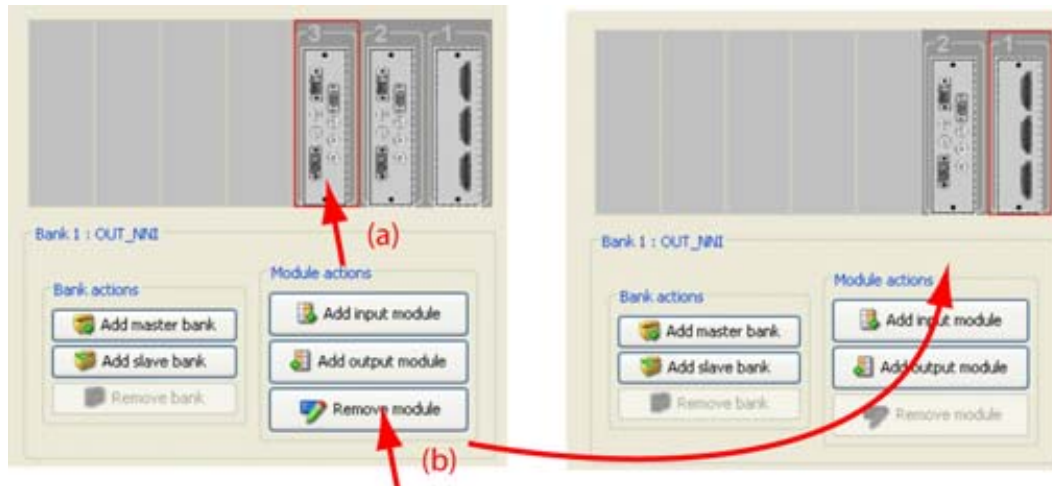 3 2 1
(a)
Bank 1 : OUT_NNI
Bank actions
Add master bank
Add slave bank
Remove bank
Module actions
Add input module
Add output module
Remove module
(b)
2 1
Bank 1 : OUT_NNI
Bank actions
Add master bank
Add slave bank
Remove bank
Module actions
Add input module
Add output module
Remove module